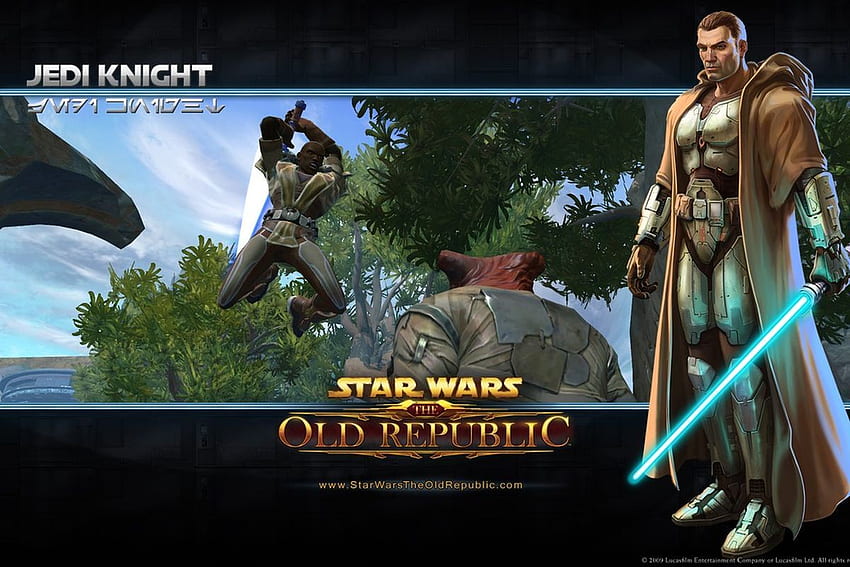 JEDI KNIGHT
STAR WARS
THE
OLD REPUBLIC
www.StarWarsTheOldRepublic.com
© 2009 Lucasfilm Entertainment Company or Lucasfilm Ltd. All rights